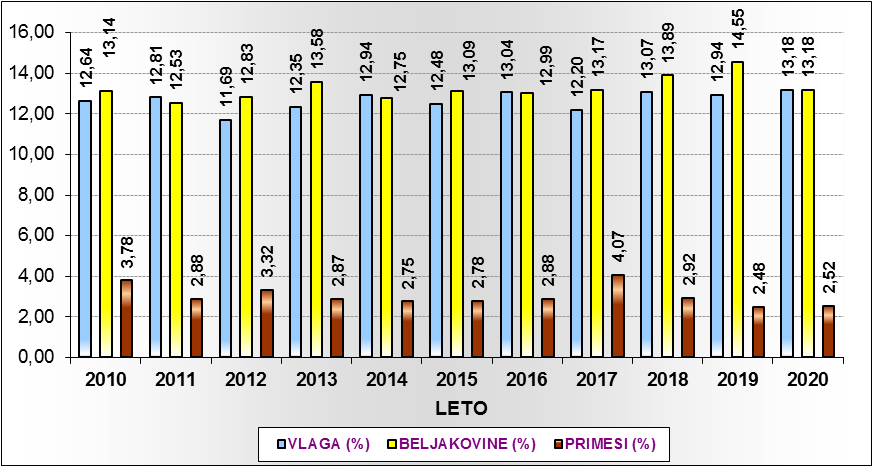 16,00
14,00
12,00
10,00
8,00
6,00
4,00
2,00
0,00
12,64 13,14 3,78
12,81 12,53 2,88
11,69 12,83 3,32
12,35 13,58 2,87
12,94 12,75 2,75
12,48 13,09 2,78
13,04 12,99 2,88
12,20 13,17 4,07
13,07 13,89 2,92
12,94 14,55 2,48
13,18 13,18 2,52
2010 2011 2012 2013 2014 2015 2016 2017 2018 2019 2020
LETO
VLAGA (%) BELJAKOVINE (%) PRIMESI (%)